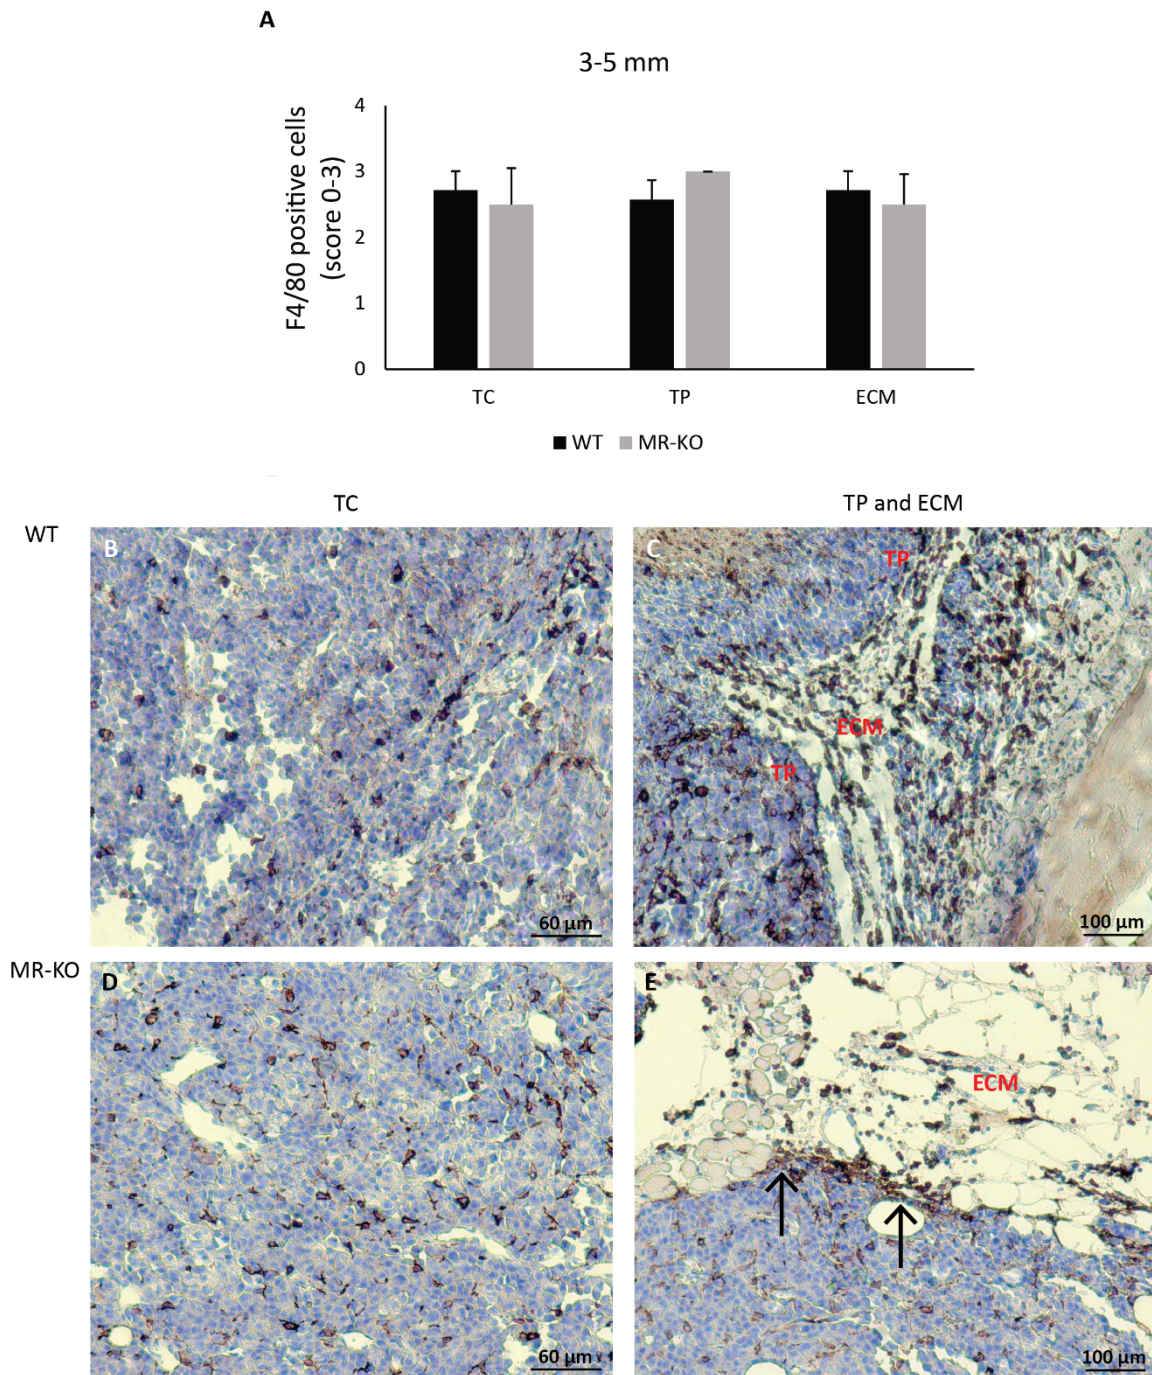 A
3-5 mm
F4/80 positive cells
(score 0-3)
4
3
2
1
0
TC
TP
ECM
WT
MR-KO
TC
TP and ECM
WT
B
60 µm
C
TP
ECM
TP
100 µm
MR-KO
D
60 µm
E
ECM
100 µm